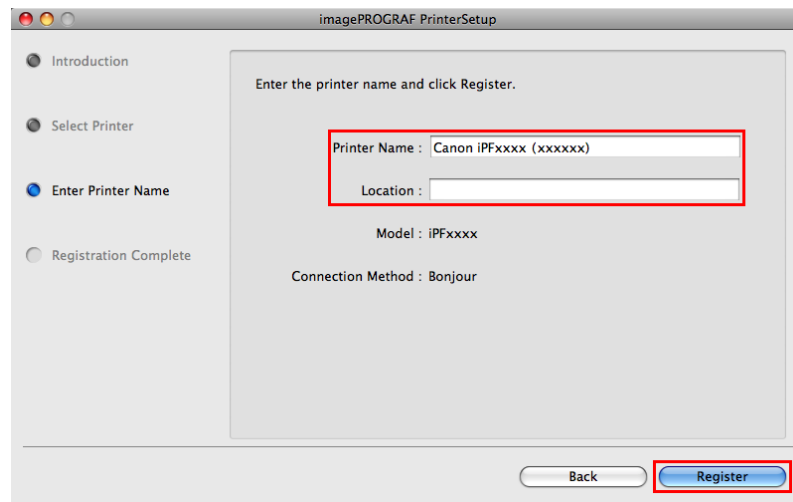 imagePROGRAF PrinterSetup
Introduction
Select Printer
Enter Printer Name
Registration Complete
Enter the printer name and click Register.
Printer Name : Canon iPFxxxx (xxxxxx)
Location :
Model : iPFxxxx
Connection Method : Bonjour
Back Register